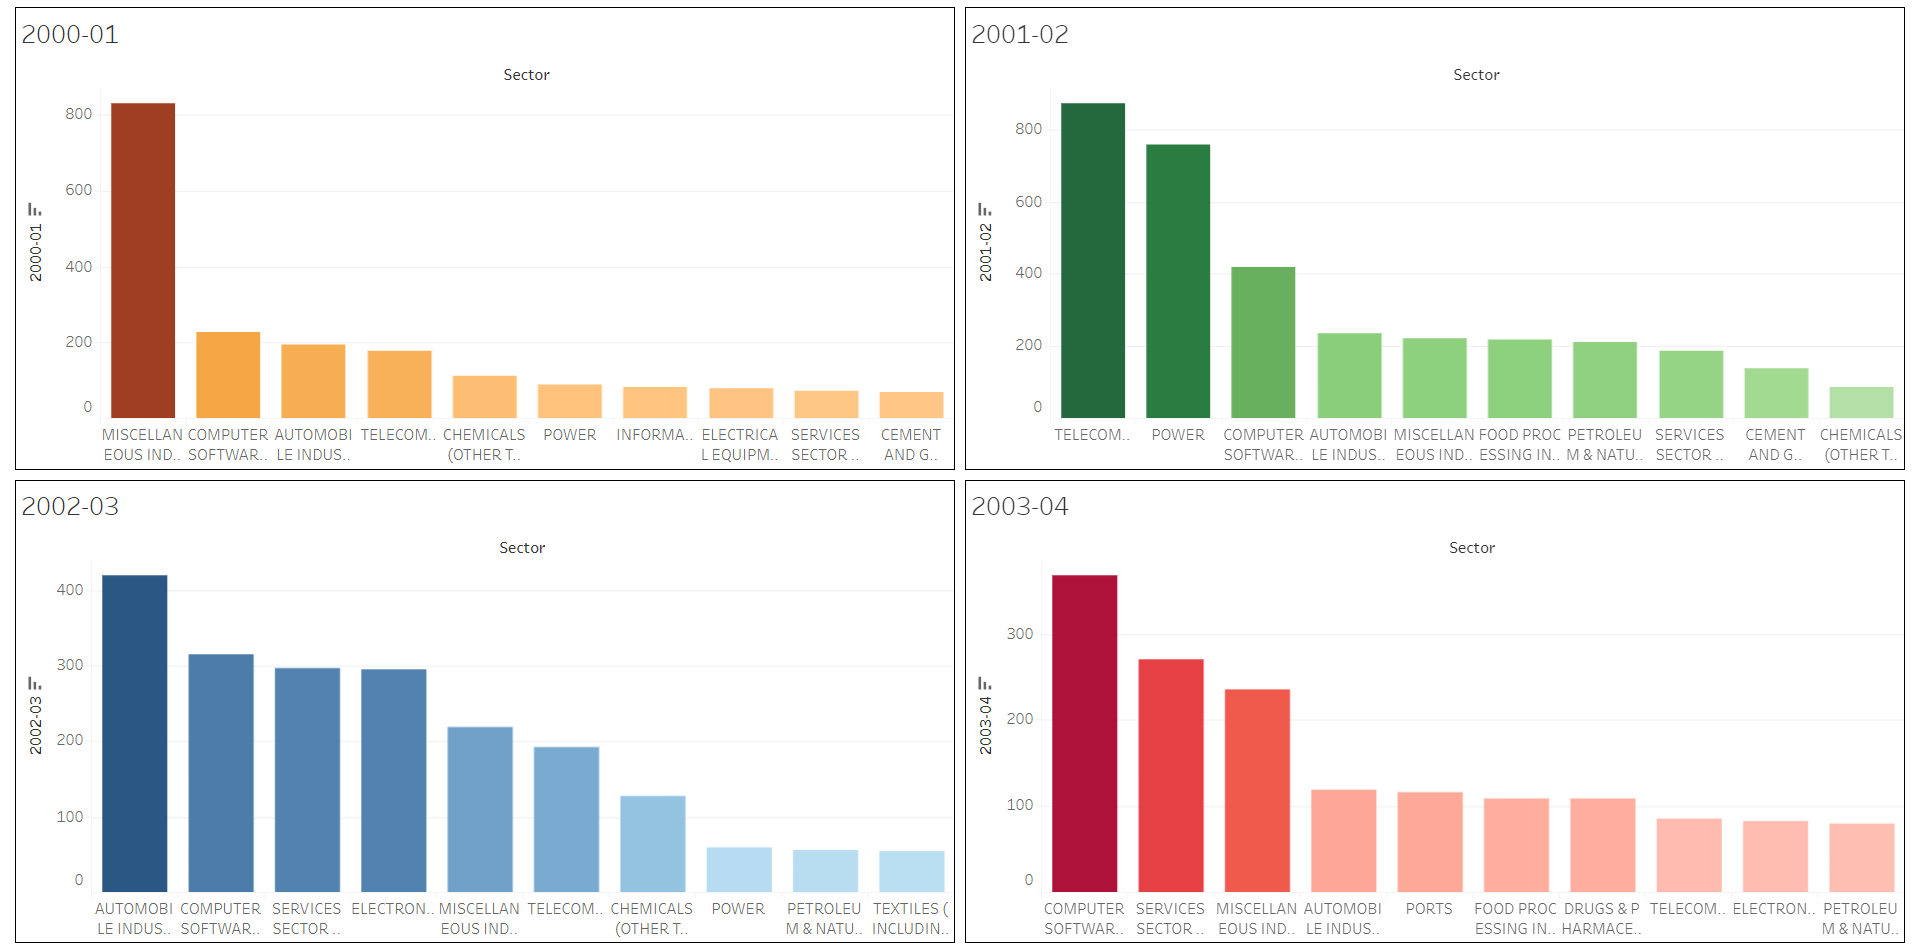 2000-01
Sector
800
600
400
200
0
2000-01
MISCELLAN COMPUTER AUTOMOBI TELECOM.. CHEMICALS POWER INFORMA.. ELECTRICA SERVICES CEMENT
EOUS IND.. SOFTWAR.. LE INDUS.. (OTHER T.. L EQUIPM.. SECTOR .. AND G..
2001-02
Sector
800
600
400
200
0
2001-02
TELECOM.. POWER COMPUTER AUTOMOBI MISCELLAN FOOD PROC PETROLEU SERVICES CEMENT CHEMICALS
SOFTWAR.. LE INDUS.. EOUS IND.. ESSING IN.. M & NATU.. SECTOR .. AND G.. (OTHER T..
2002-03
Sector
400
300
200
100
0
2002-03
AUTOMOBI COMPUTER SERVICES ELECTRON.. MISCELLAN TELECOM.. CHEMICALS POWER PETROLEU TEXTILES (
LE INDUS.. SOFTWAR.. SECTOR .. EOUS IND.. (OTHER T.. M & NATU.. INCLUDIN..
2003-04
Sector
300
200
100
0
2003-04
COMPUTER SERVICES MISCELLAN AUTOMOBI PORTS FOOD PROC DRUGS & P TELECOM.. ELECTRON.. PETROLEU
SOFTWAR.. SECTOR .. EOUS IND.. LE INDUS.. ESSING IN.. HARMACE.. M & NATU..